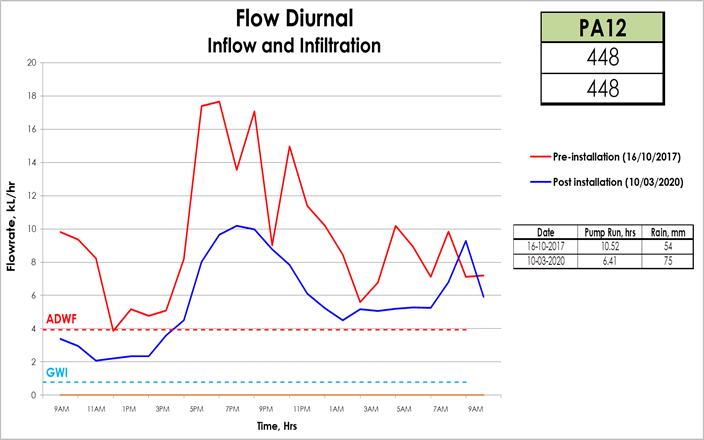 Flow Diurnal
Inflow and Infiltration
PA12
448
448
20
18
16
14
12
10
8
6
4
2
0
Flowrate, kL/hr
ADWF
GWI
9AM 11AM 1PM 3PM 5PM 7PM 9PM 11PM 1AM 3AM 5AM 7AM 9AM
Time, Hrs
Pre-installation (16/10/2017)
Post installation (10/03/2020)
Date Pump Run, hrs Rain, mm
16-10-2017 10.52 54
10-03-2020 6.41 75